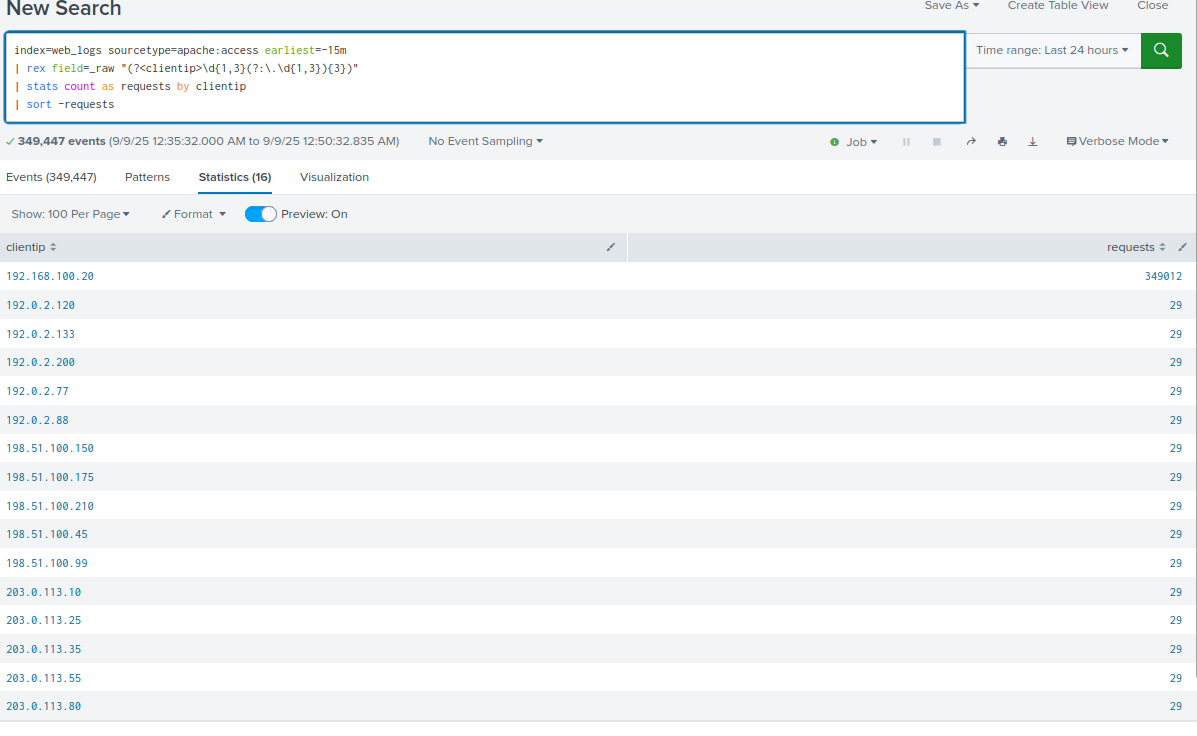 New Search
Save As Create Table View Close
index=web_logs sourcetype=apache:access earliest=-15m
| rex field=_raw "(?<clientip>\d{1,3}(?:\.\d{1,3}){3})"
| stats count as requests by clientip
| sort -requests
Time range: Last 24 hours
349,447 events (9/9/25 12:35:32.000 AM to 9/9/25 12:50:32.835 AM) No Event Sampling Job Verbose Mode
Events (349,447) Patterns Statistics (16) Visualization
Show: 100 Per Page Format Preview: On
clientip requests
192.168.100.20 349012
192.0.2.120 29
192.0.2.133 29
192.0.2.200 29
192.0.2.77 29
192.0.2.88 29
198.51.100.150 29
198.51.100.175 29
198.51.100.210 29
198.51.100.45 29
198.51.100.99 29
203.0.113.10 29
203.0.113.25 29
203.0.113.35 29
203.0.113.55 29
203.0.113.80 29